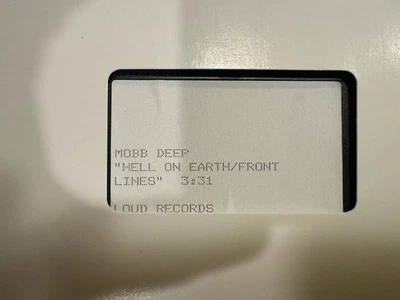 MOBB DEEP
"HELL ON EARTH/FRONT
LINES" 3:31
LOUD RECORDS